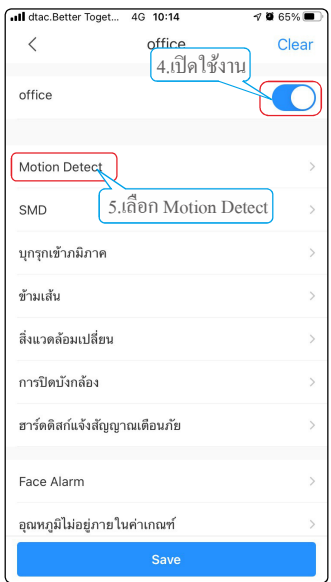 dtac.Better Toget... 4G 10:14 65%
office Clear
4.เปิดใช้งาน
office
Motion Detect
5.เลือก Motion Detect
SMD
บุกรุกเข้าภมิภาค
ข้ามเส้น
สิ่งแวดล้อมเปลี่ยน
การปิดบังกล้อง
ฮาร์ดดิสก์แจ้งสัญญาณเตือนภัย
Face Alarm
อุณหภูมิไม่อยู่ภายในค่าเกณฑ์
Save